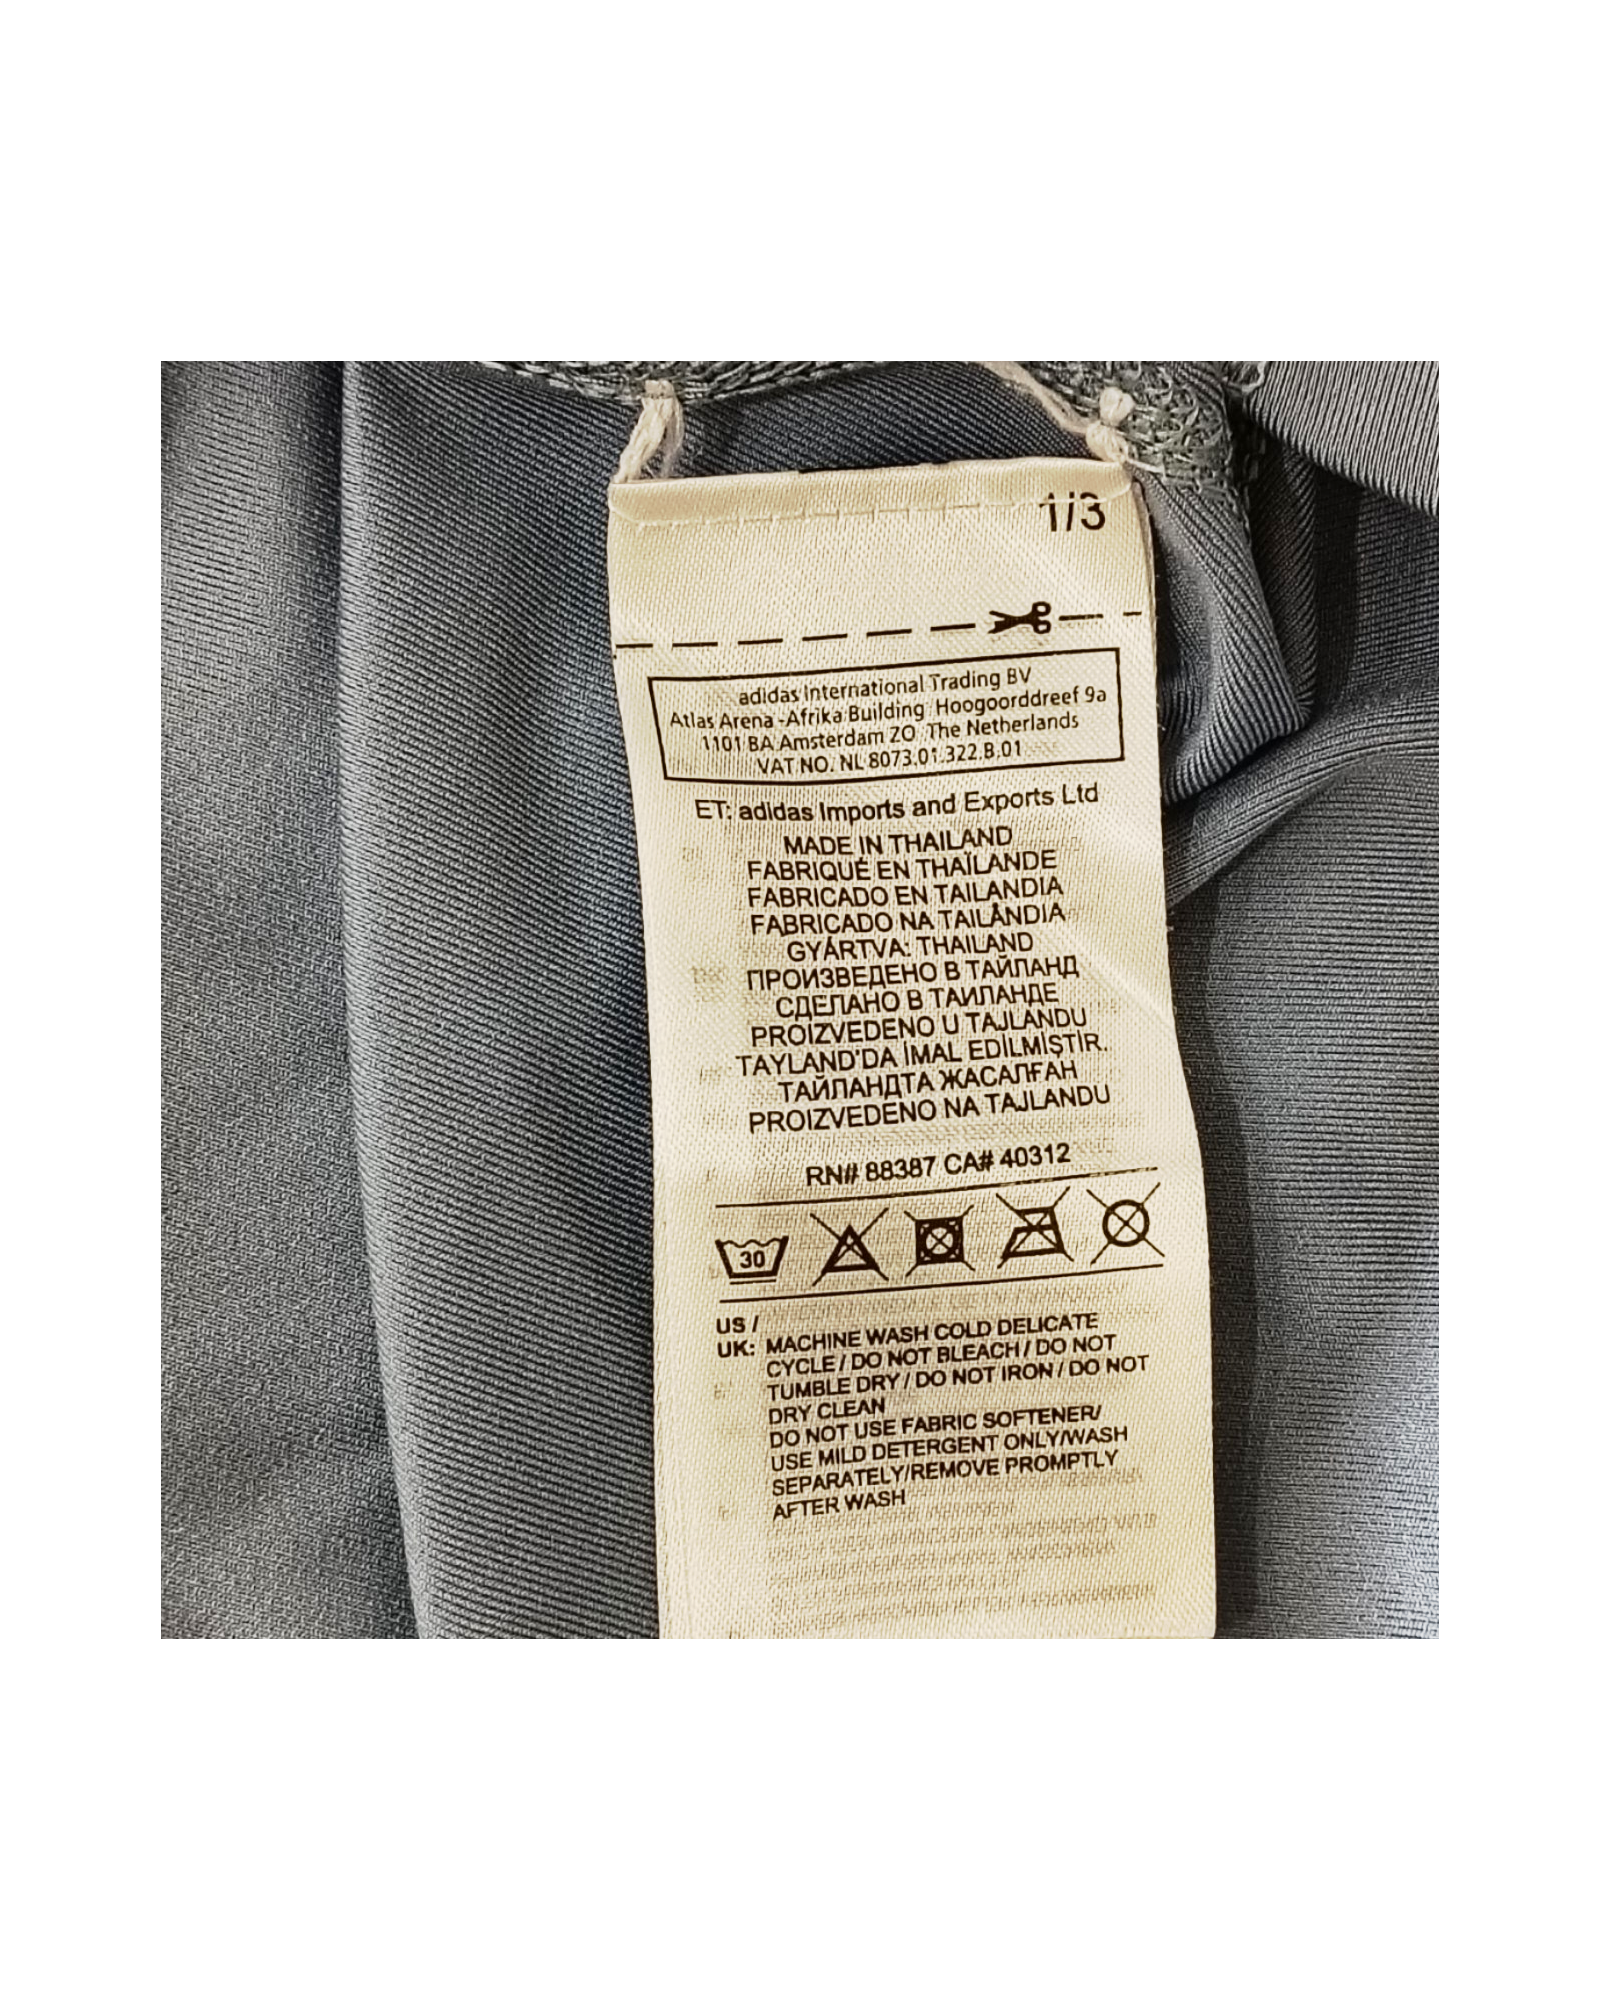 1/3
adidas International Trading BV
Atlas Arena -Afrika Building Hoogoorddreef 9a
1101 BA Amsterdam ZO The Netherlands
VAT NO. NL 8073.01.322.B.01
ET: adidas Imports and Exports Ltd
MADE IN THAILAND
FABRIQUÉ EN THAÏLANDE
FABRICADO EN TAILANDIA
FABRICADO NA TAILÂNDIA
GYÁRTVA: THAILAND
ПРОИЗВЕДЕНО В ТАЙЛАНД
СДЕЛАНО В ТАИЛАНДЕ
PROIZVEDENO U TAJLANDU
TAYLAND'DA İMAL EDİLMİŞTİR.
ТАЙЛАНДТА ЖАСАЛҒАН
PROIZVEDENO NA TAJLANDU
RN# 88387 CA# 40312
30
US /
UK: MACHINE WASH COLD DELICATE
CYCLE / DO NOT BLEACH / DO NOT
TUMBLE DRY / DO NOT IRON / DO NOT
DRY CLEAN
DO NOT USE FABRIC SOFTENER/
USE MILD DETERGENT ONLY/WASH
SEPARATELY/REMOVE PROMPTLY
AFTER WASH